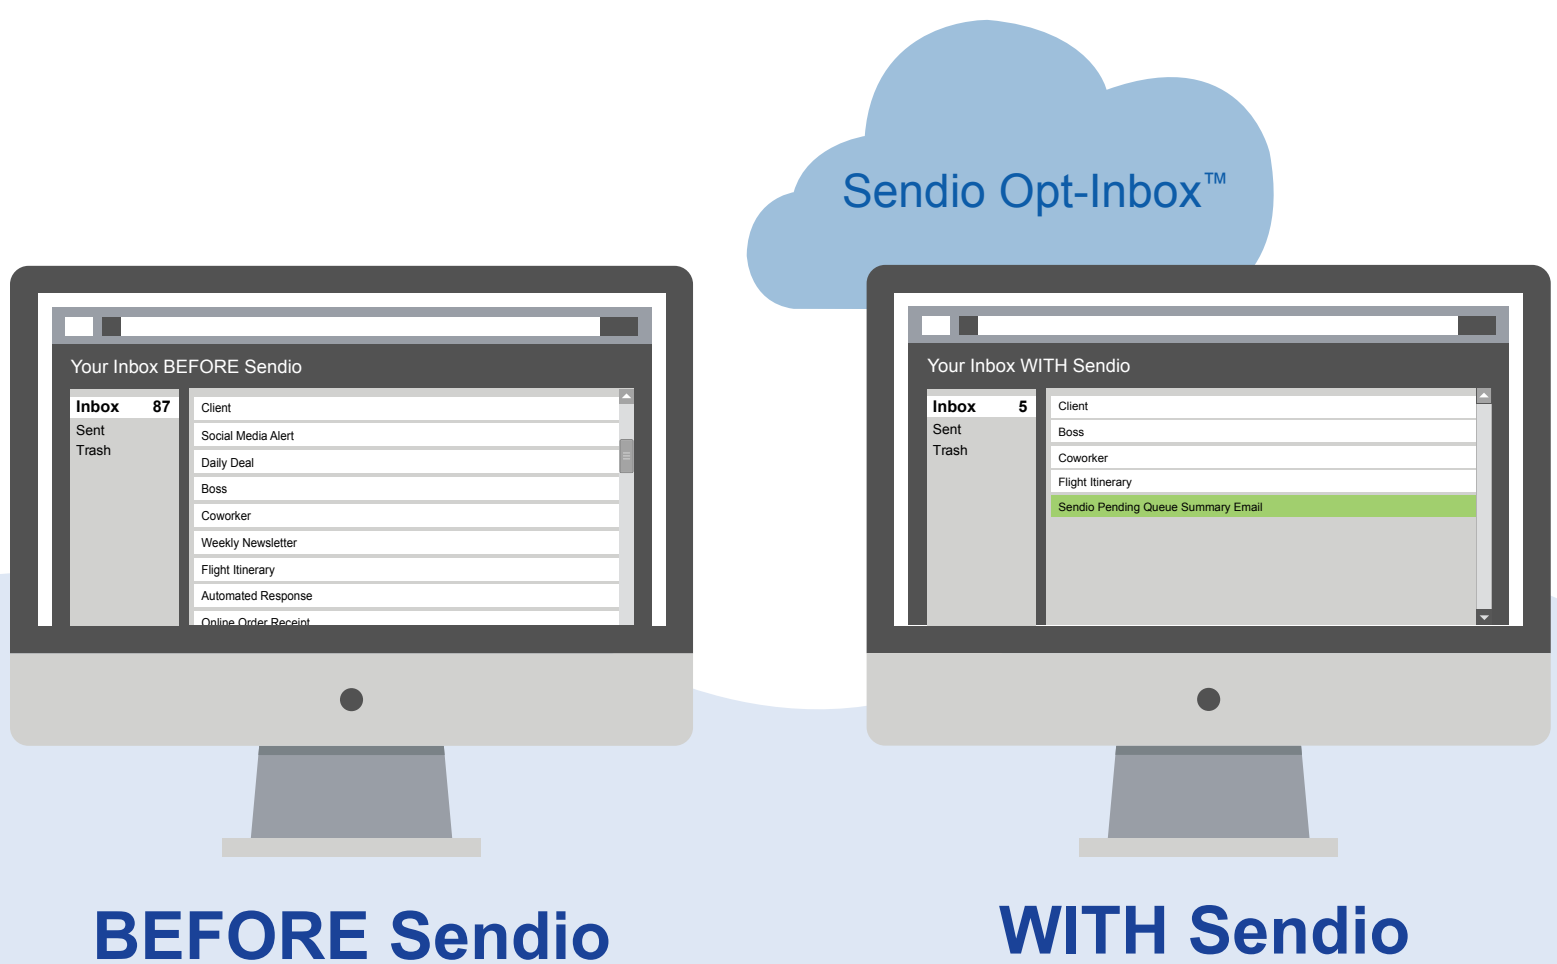 Sendio Opt-Inbox™
Your Inbox BEFORE Sendio
Inbox 87
Sent
Trash
Client
Social Media Alert
Daily Deal
Boss
Coworker
Weekly Newsletter
Flight Itinerary
Automated Response
Online Order Receipt
Your Inbox WITH Sendio
Inbox 5
Sent
Trash
Client
Boss
Coworker
Flight Itinerary
Sendio Pending Queue Summary Email
BEFORE Sendio
WITH Sendio